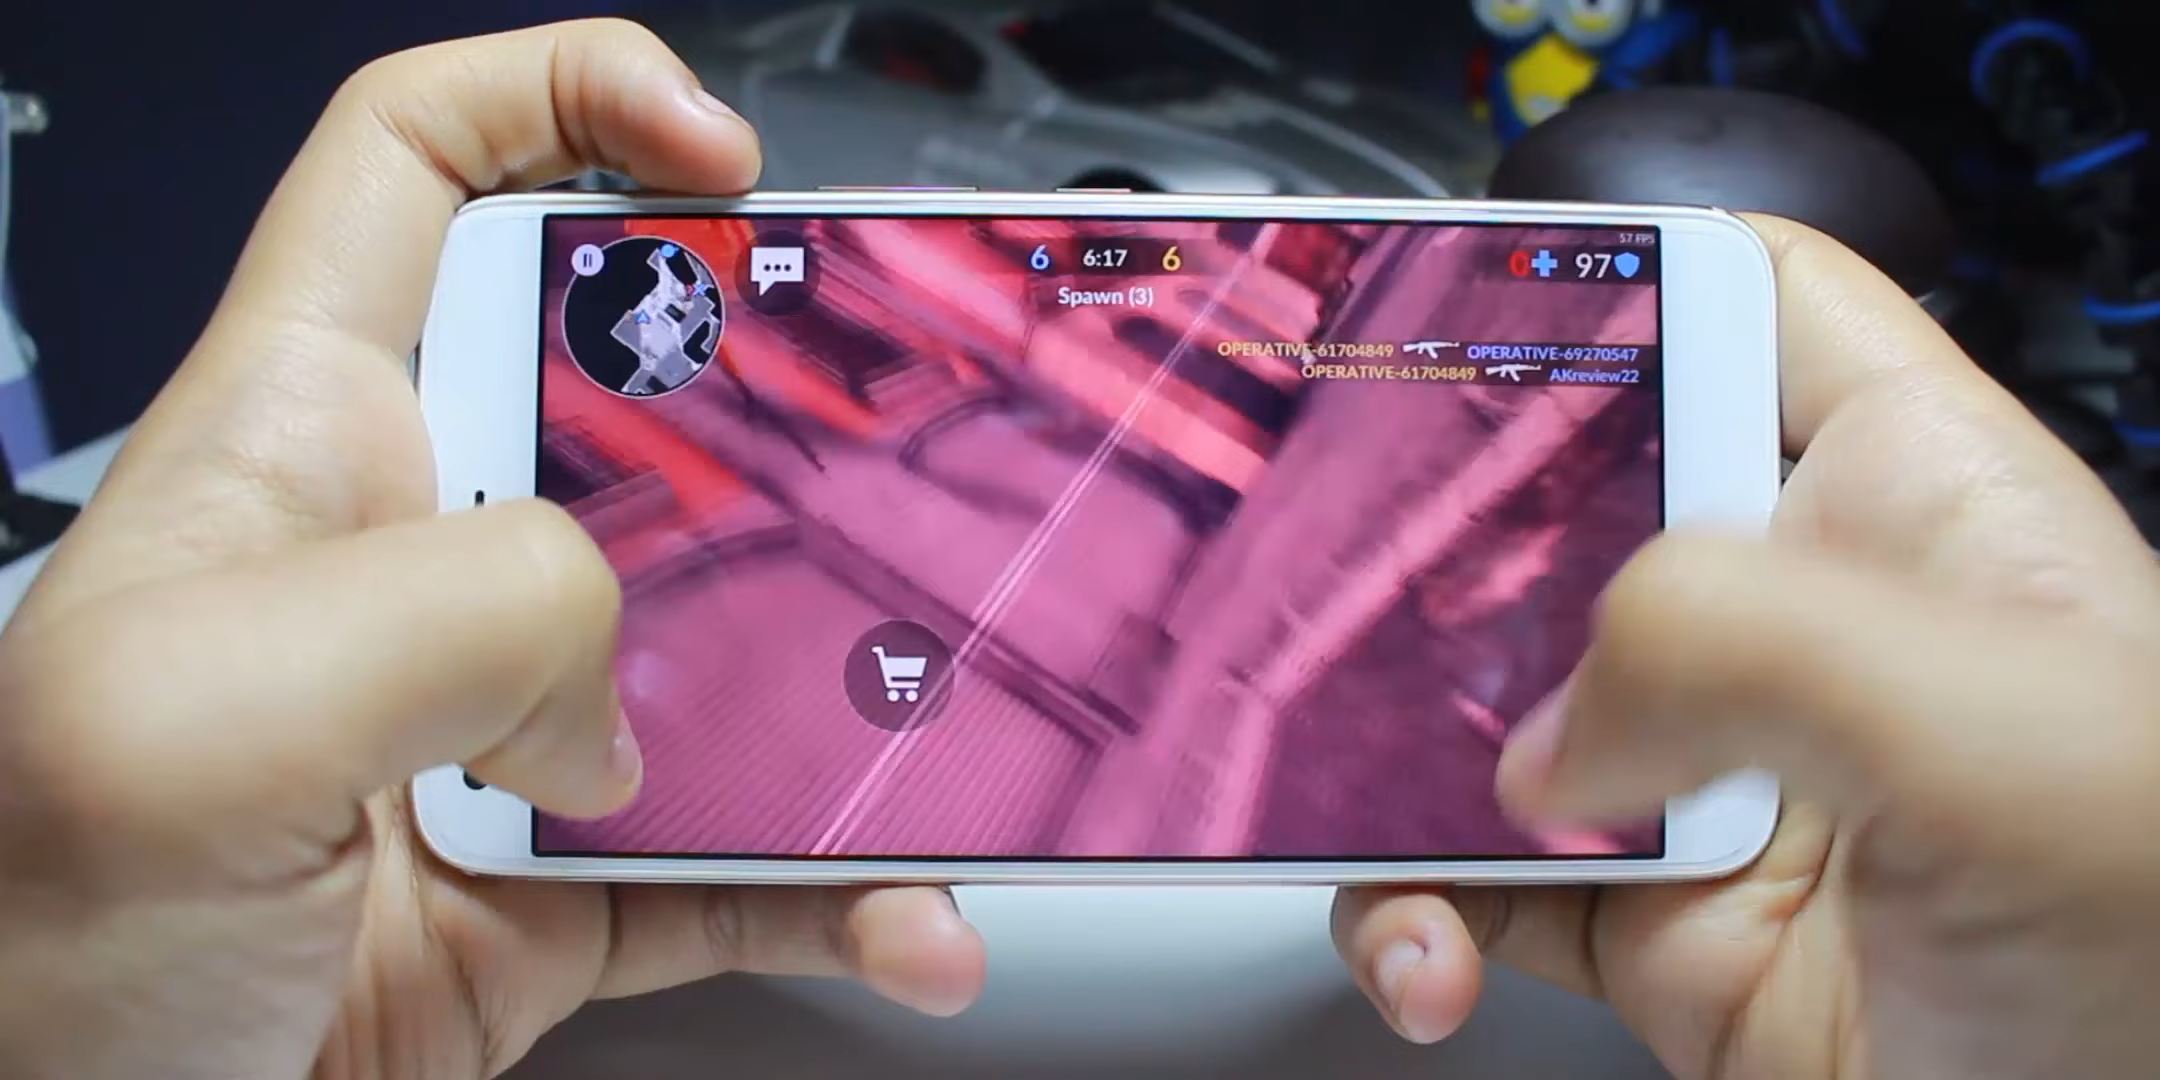 57 FPS
6 6:17 6
0 97
Spawn (3)
OPERATIVE-61704849 OPERATIVE-69270547
OPERATIVE-61704849 AKreview22